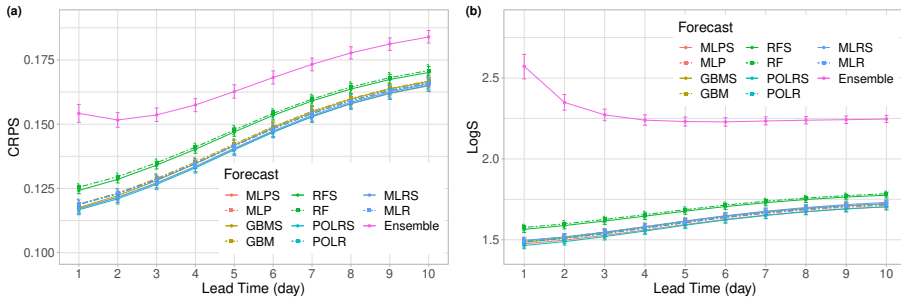 (a)
CRPS
0.175
0.150
0.125
0.100
Forecast
MLPS RFS MLRS
MLP RF MLR
GBMS POLRS Ensemble
GBM POLR
1 2 3 4 5 6 7 8 9 10
Lead Time (day)
(b)
LogS
2.5
2.0
1.5
Forecast
MLPS RFS MLRS
MLP RF MLR
GBMS POLRS Ensemble
GBM POLR
1 2 3 4 5 6 7 8 9 10
Lead Time (day)